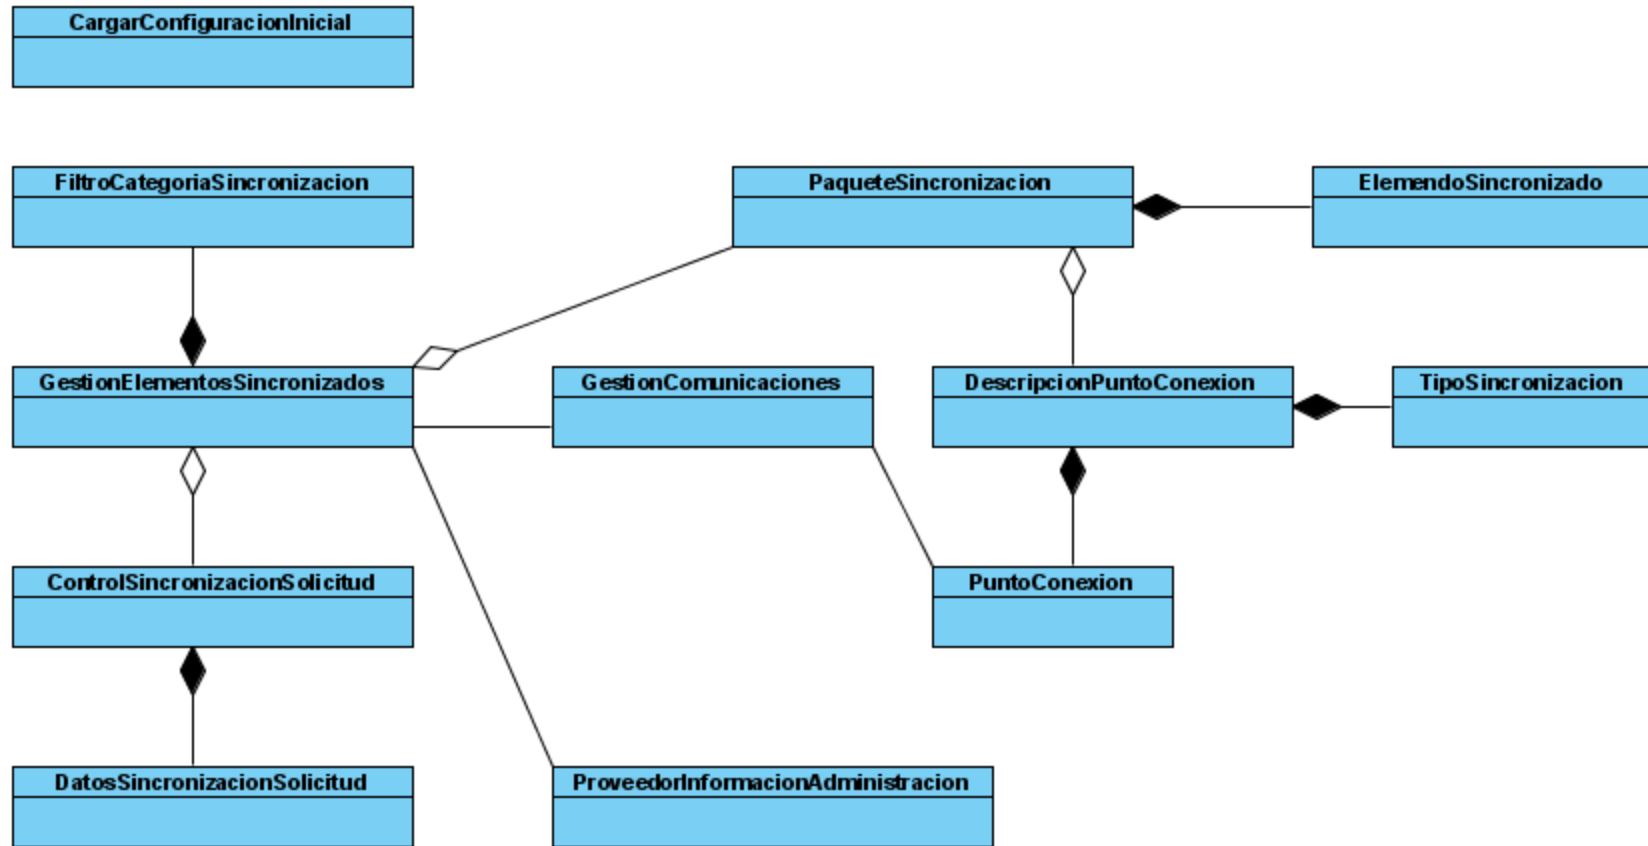 CargarConfiguracionInicial
FiltroCategoriaSincronizacion
PaqueteSincronizacion
ElemendoSincronizado
GestionElementosSincronizados
GestionComunicaciones
DescripcionPuntoConexion
TipoSincronizacion
ControlSincronizacionSolicitud
PuntoConexion
DatosSincronizacionSolicitud
ProveedorInformacionAdministracion